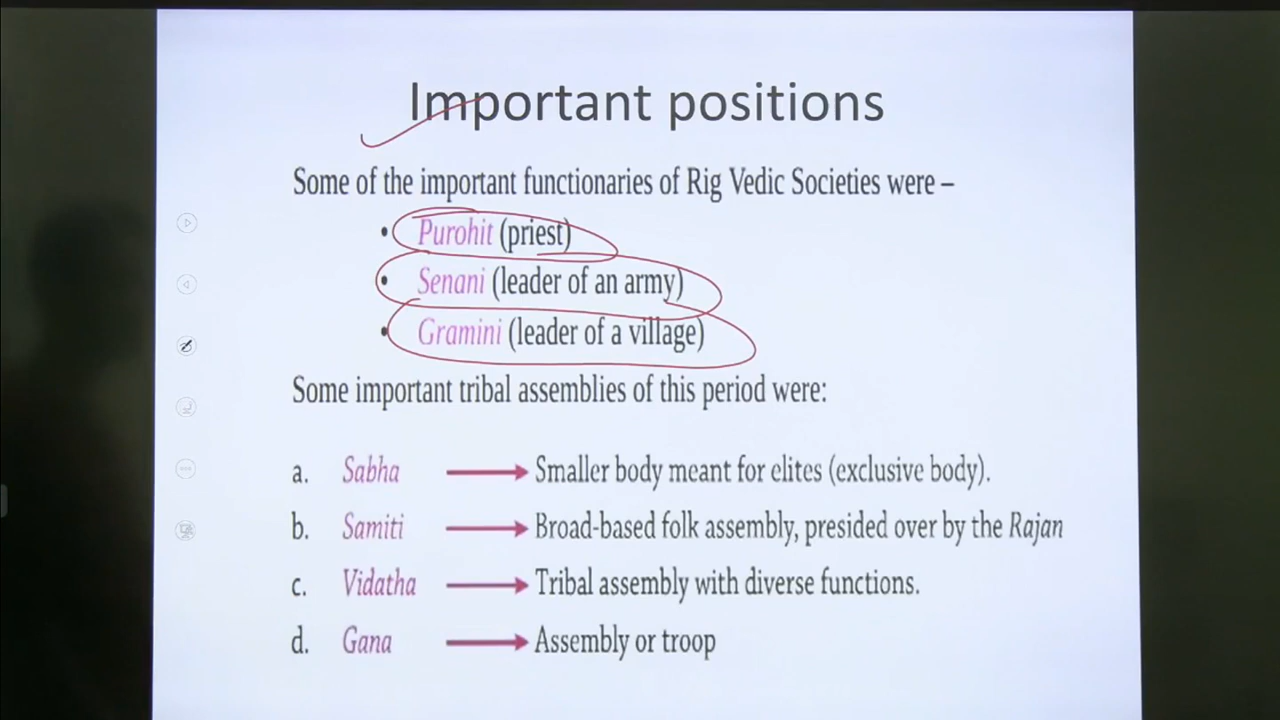 Important positions
Some of the important functionaries of Rig Vedic Societies were –
• Purohit (priest)
• Senani (leader of an army)
• Gramini (leader of a village)
Some important tribal assemblies of this period were:
a. Sabha → Smaller body meant for elites (exclusive body).
b. Samiti → Broad-based folk assembly, presided over by the Rajan
c. Vidatha → Tribal assembly with diverse functions.
d. Gana → Assembly or troop